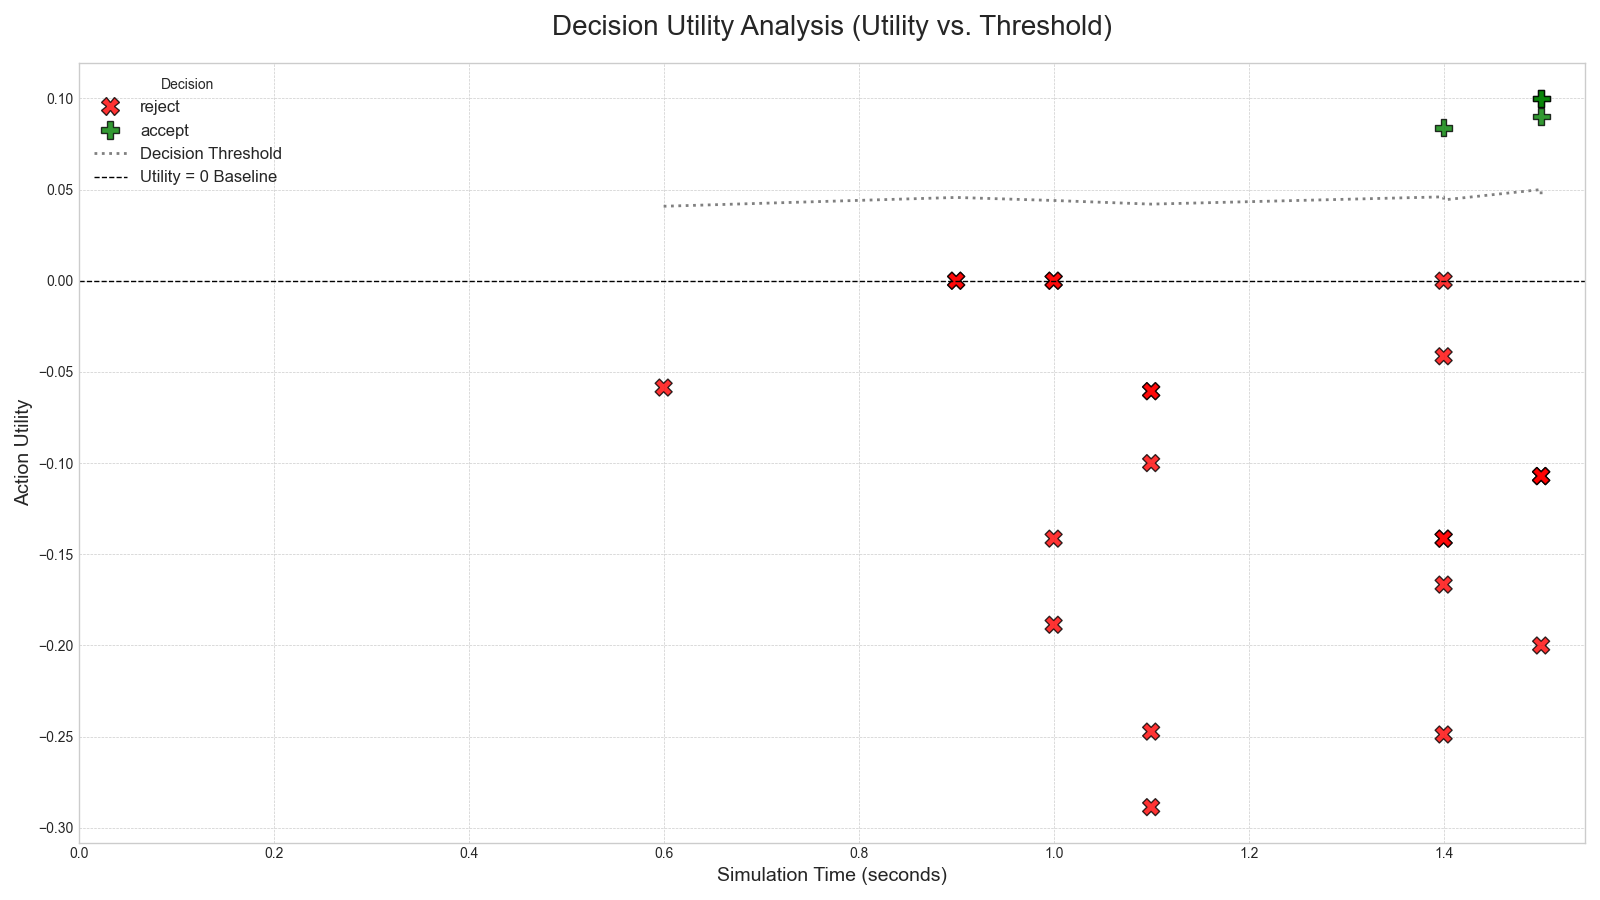 Decision Utility Analysis (Utility vs. Threshold)
Decision
reject
accept
Decision Threshold
Utility = 0 Baseline
Action Utility
0.10
0.05
0.00
−0.05
−0.10
−0.15
−0.20
−0.25
−0.30
0.0 0.2 0.4 0.6 0.8 1.0 1.2 1.4
Simulation Time (seconds)